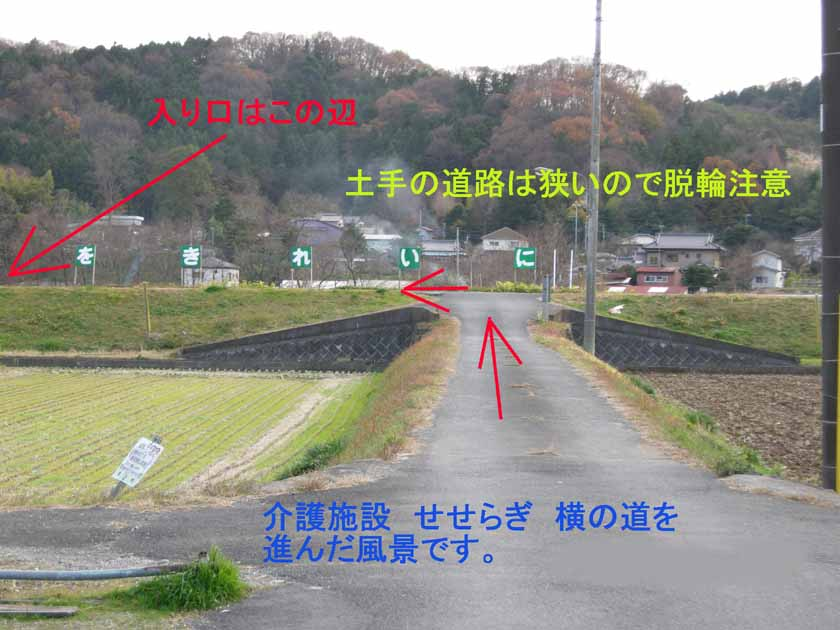 入り口はこの辺
土手の道路は狭いので脱輪注意
を き れ い に
介護施設　せせらぎ　横の道を
進んだ風景です。